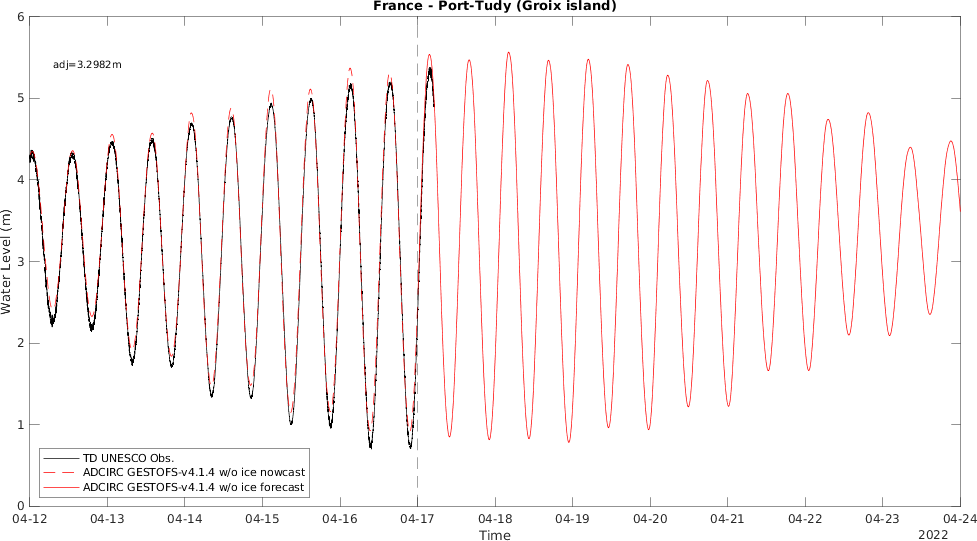 France - Port-Tudy (Groix island)
6
adj=3.2982m
5
4
3
2
1
0
Water Level (m)
TD UNESCO Obs.
ADCIRC GESTOFS-v4.1.4 w/o ice nowcast
ADCIRC GESTOFS-v4.1.4 w/o ice forecast
04-12 04-13 04-14 04-15 04-16 04-17 04-18 04-19 04-20 04-21 04-22 04-23 04-24
Time
2022